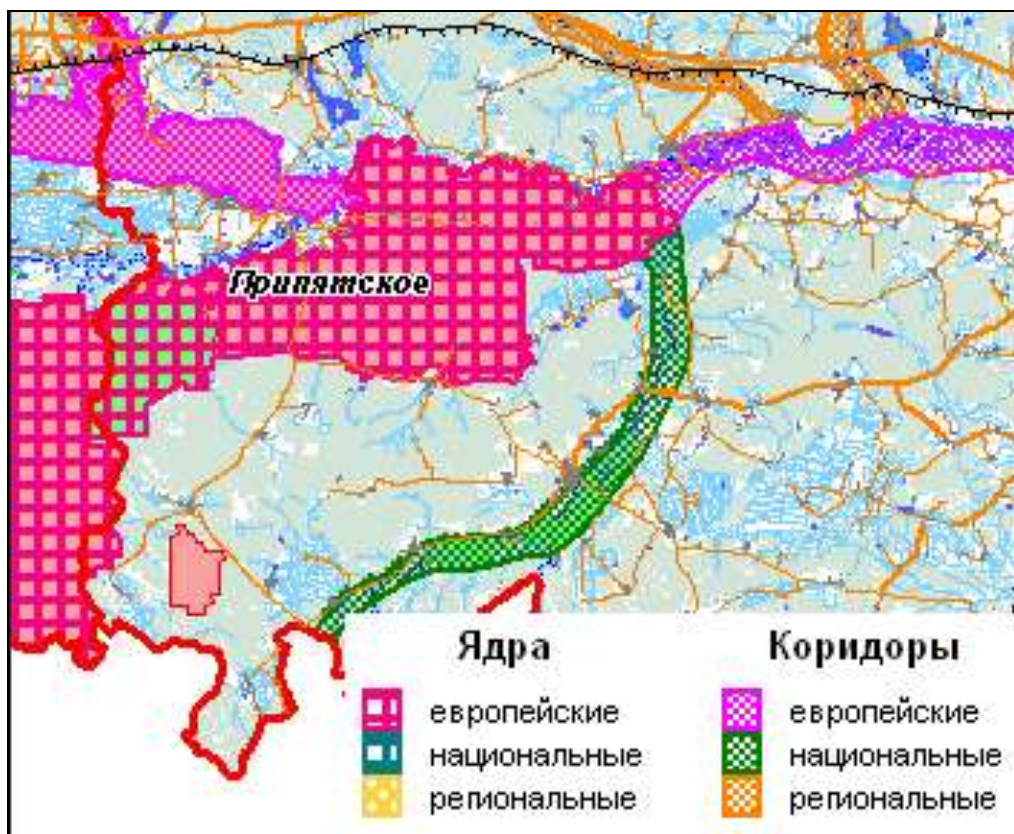 Припятское
Ядра
европейские
национальные
региональные
Коридоры
европейские
национальные
региональные